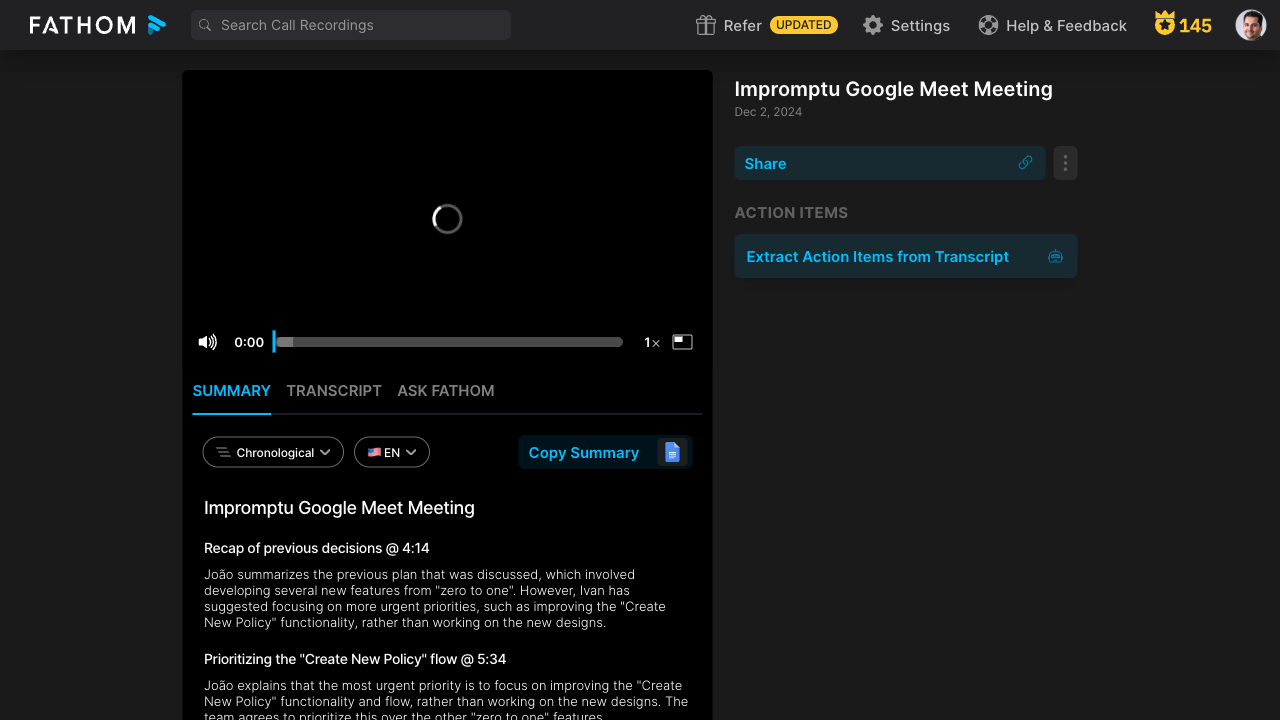 FATHOM
Search Call Recordings
Refer UPDATED
Settings
Help & Feedback
145
Impromptu Google Meet Meeting
Dec 2, 2024
Share
ACTION ITEMS
Extract Action Items from Transcript
0:00
1×
SUMMARY TRANSCRIPT ASK FATHOM
Chronological
EN
Copy Summary
Impromptu Google Meet Meeting
Recap of previous decisions @ 4:14
João summarizes the previous plan that was discussed, which involved
developing several new features from "zero to one". However, Ivan has
suggested focusing on more urgent priorities, such as improving the "Create
New Policy" functionality, rather than working on the new designs.
Prioritizing the "Create New Policy" flow @ 5:34
João explains that the most urgent priority is to focus on improving the "Create
New Policy" functionality and flow, rather than working on the new designs. The
team agrees to prioritize this over the other "zero to one" features.